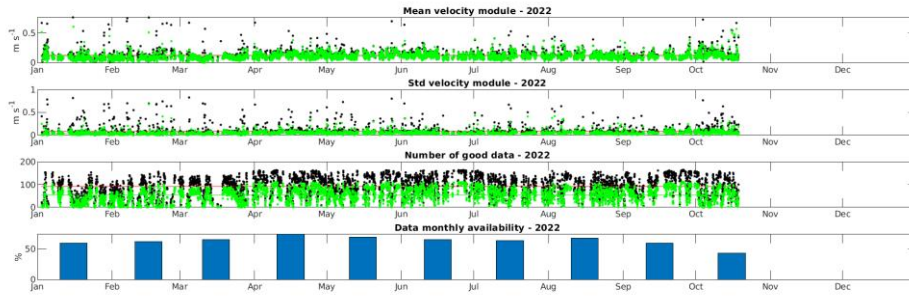 Mean velocity module - 2022
m s-1
0.5
0
Jan Feb Mar Apr May Jun Jul Aug Sep Oct Nov Dec
Std velocity module - 2022
m s-1
1
0.5
0
Jan Feb Mar Apr May Jun Jul Aug Sep Oct Nov Dec
Number of good data - 2022
200
100
0
Jan Feb Mar Apr May Jun Jul Aug Sep Oct Nov Dec
Data monthly availability - 2022
%
50
0
Jan Feb Mar Apr May Jun Jul Aug Sep Oct Nov Dec